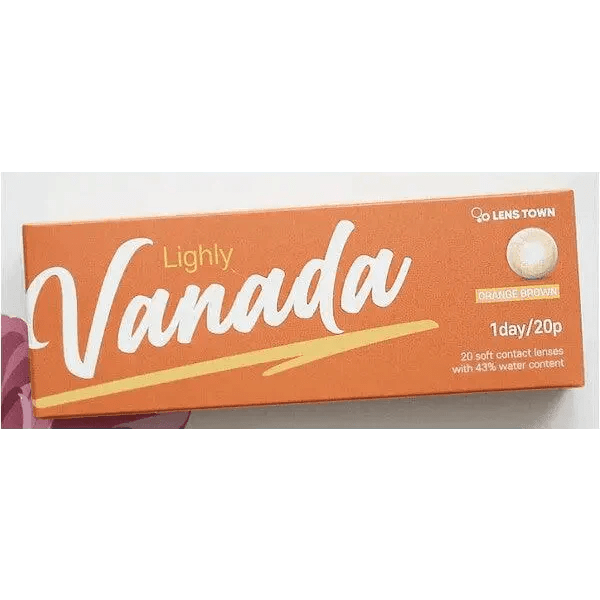 LENS TOWN
Lighly
Vanada
ORANGE BROWN
1day/20p
20 soft contact lenses
with 43% water content